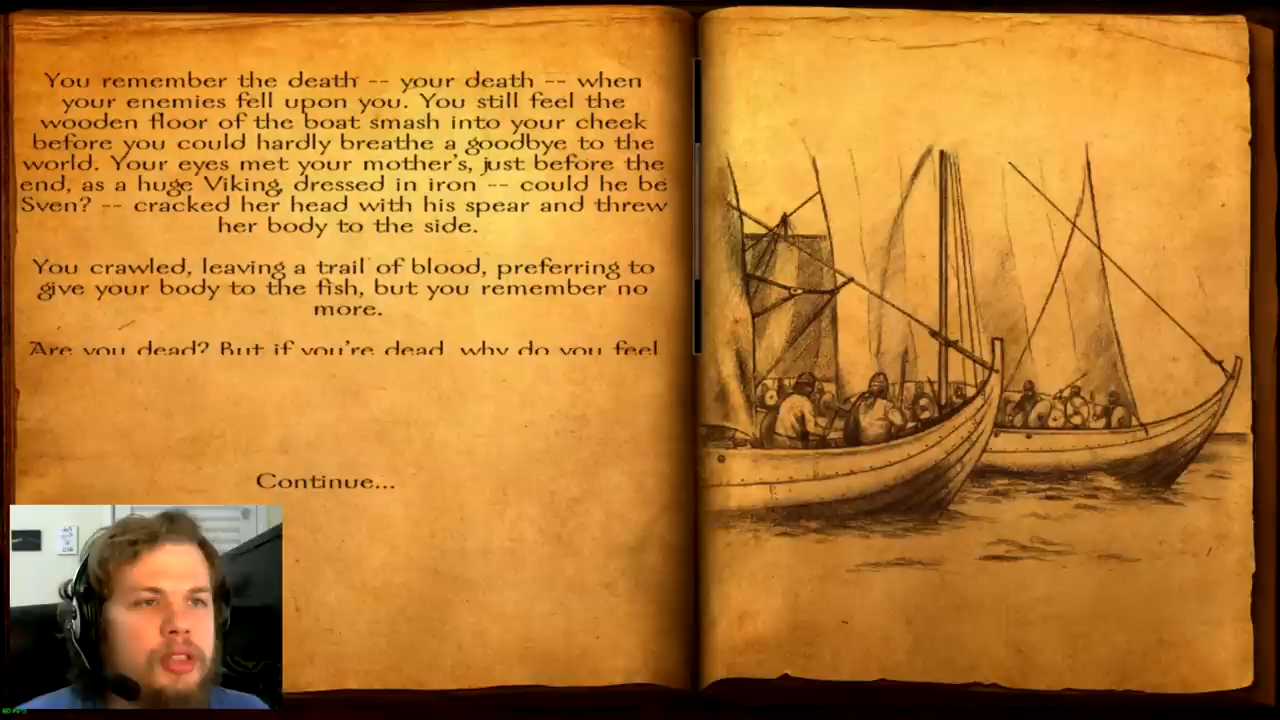 You remember the death -- your death -- when
your enemies fell upon you. You still feel the
wooden floor of the boat smash into your cheek
before you could hardly breathe a goodbye to the
world. Your eyes met your mother's, just before the
end, as a huge Viking, dressed in iron -- could he be
Sven? -- cracked her head with his spear and threw
her body to the side.
You crawled, leaving a trail of blood, preferring to
give your body to the fish, but you remember no
more.
Are you dead? But if you're dead, why do you feel
Continue...